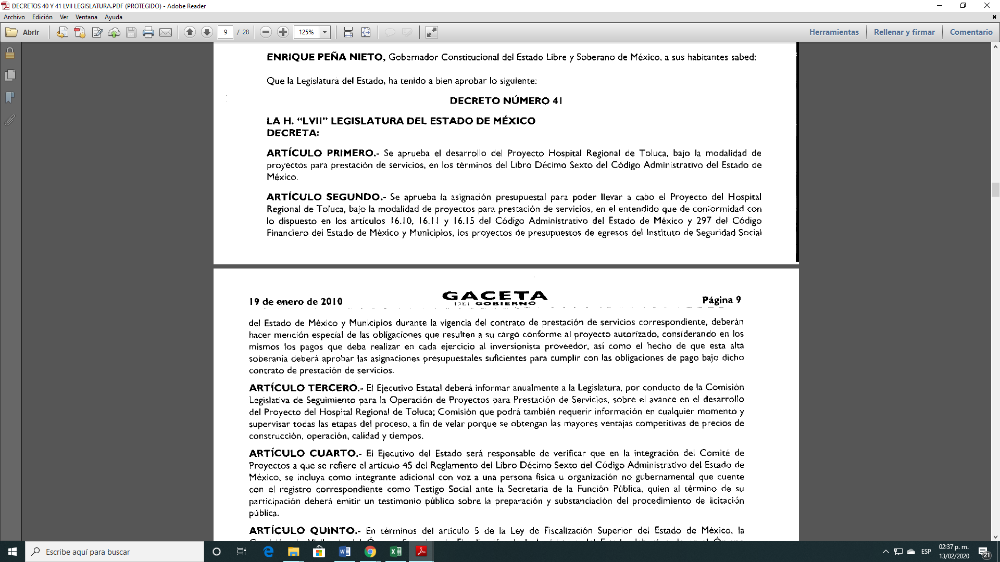 DECRETOS 40 Y 41 LVII LEGISLATURA.PDF (PROTEGIDO) - Adobe Reader
Archivo Edición Ver Ventana Ayuda
Abrir 9 / 28 125% Herramientas Rellenar y firmar Comentario
ENRIQUE PEÑA NIETO, Gobernador Constitucional del Estado Libre y Soberano de México, a sus habitantes sabed:
Que la Legislatura del Estado, ha tenido a bien aprobar lo siguiente:
DECRETO NÚMERO 41
LA H. “LVII” LEGISLATURA DEL ESTADO DE MÉXICO
DECRETA:
ARTÍCULO PRIMERO.- Se aprueba el desarrollo del Proyecto Hospital Regional de Toluca, bajo la modalidad de
proyectos para prestación de servicios, en los términos del Libro Décimo Sexto del Código Administrativo del Estado de
México.
ARTÍCULO SEGUNDO.- Se aprueba la asignación presupuestal para poder llevar a cabo el Proyecto del Hospital
Regional de Toluca, bajo la modalidad de proyectos para prestación de servicios, en el entendido que de conformidad con
lo dispuesto en los artículos 16.10, 16.11 y 16.15 del Código Administrativo del Estado de México y 297 del Código
Financiero del Estado de México y Municipios, los proyectos de presupuestos de egresos del Instituto de Seguridad Social
19 de enero de 2010 GACETA DEL GOBIERNO Página 9
del Estado de México y Municipios durante la vigencia del contrato de prestación de servicios correspondiente, deberán
hacer mención especial de las obligaciones que resulten a su cargo conforme al proyecto autorizado, considerando en los
mismos los pagos que deba realizar en cada ejercicio al inversionista proveedor, así como el hecho de que esta alta
soberanía deberá aprobar las asignaciones presupuestales suficientes para cumplir con las obligaciones de pago bajo dicho
contrato de prestación de servicios.
ARTÍCULO TERCERO.- El Ejecutivo Estatal deberá informar anualmente a la Legislatura, por conducto de la Comisión
Legislativa de Seguimiento para la Operación de Proyectos para Prestación de Servicios, sobre el avance en el desarrollo
del Proyecto del Hospital Regional de Toluca; Comisión que podrá también requerir información en cualquier momento y
supervisar todas las etapas del proceso, a fin de velar porque se obtengan las mayores ventajas competitivas de precios de
construcción, operación, calidad y tiempos.
ARTÍCULO CUARTO.- El Ejecutivo del Estado será responsable de verificar que en la integración del Comité de
Proyectos a que se refiere el artículo 45 del Reglamento del Libro Décimo Sexto del Código Administrativo del Estado de
México, se incluya como integrante adicional con voz a una persona física u organización no gubernamental que cuente
con el registro correspondiente como Testigo Social ante la Secretaría de la Función Pública, quien al término de su
participación deberá emitir un testimonio público sobre la preparación y substanciación del procedimiento de licitación
pública.
ARTÍCULO QUINTO.- En términos del artículo 5 de la Ley de Fiscalización Superior del Estado de México, la
Escribe aquí para buscar
ESP
02:37 p. m.
13/02/2020
21